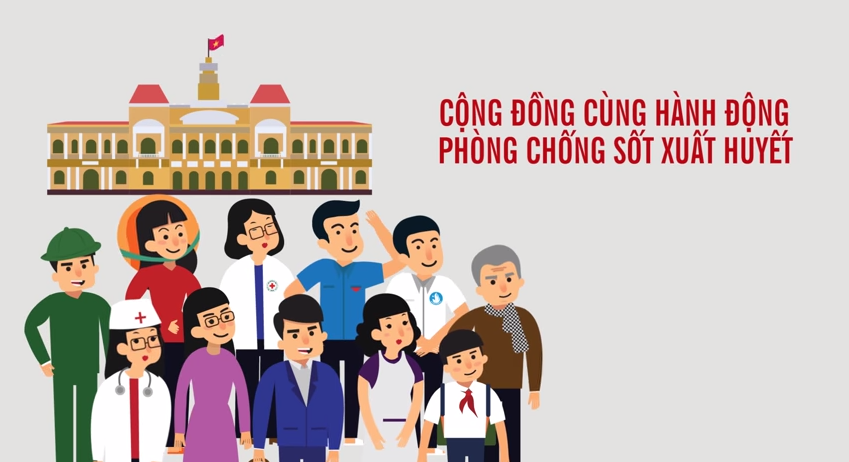 CỘNG ĐỒNG CÙNG HÀNH ĐỘNG
PHÒNG CHỐNG SỐT XUẤT HUYẾT